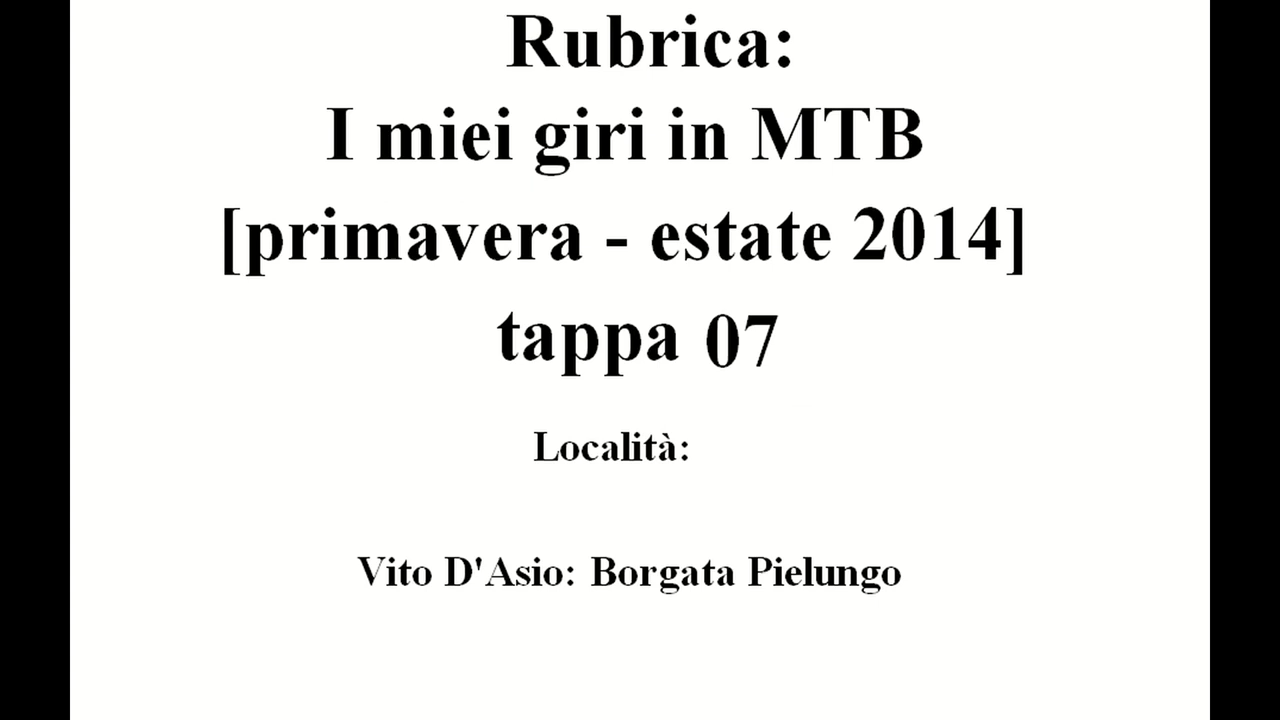 Rubrica:
I miei giri in MTB
[primavera - estate 2014]
tappa 07
Località:
Vito D'Asio: Borgata Pielungo